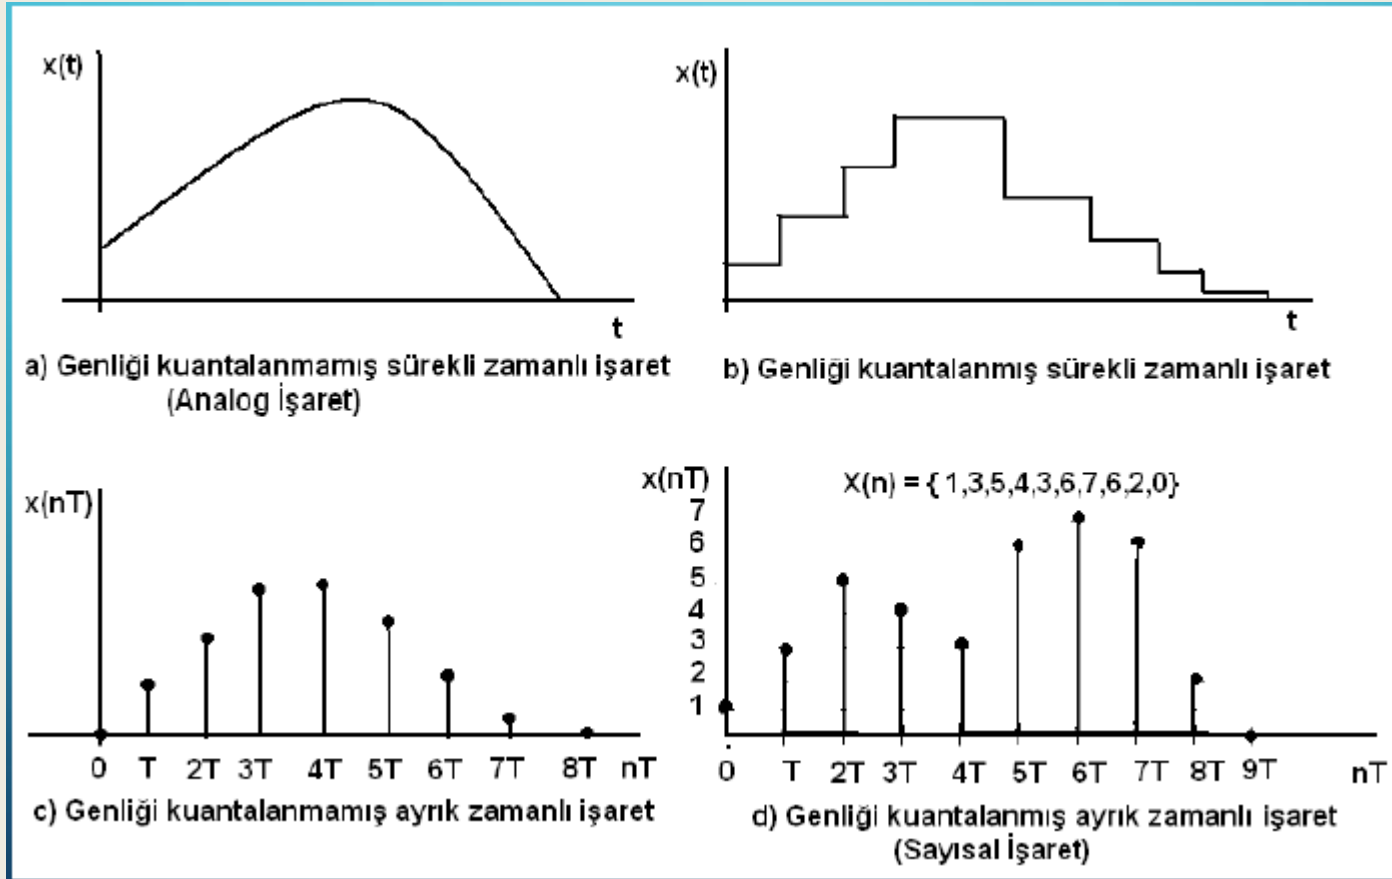 x(t)
t
a) Genliği kuantalanmamış sürekli zamanlı işaret
(Analog İşaret)
x(t)
t
b) Genliği kuantalanmış sürekli zamanlı işaret
x(nT)
0 T 2T 3T 4T 5T 6T 7T 8T nT
c) Genliği kuantalanmamış ayrık zamanlı işaret
x(nT)
X(n) = { 1,3,5,4,3,6,7,6,2,0}
7
6
5
4
3
2
1
0 T 2T 3T 4T 5T 6T 7T 8T 9T nT
d) Genliği kuantalanmış ayrık zamanlı işaret
(Sayısal İşaret)